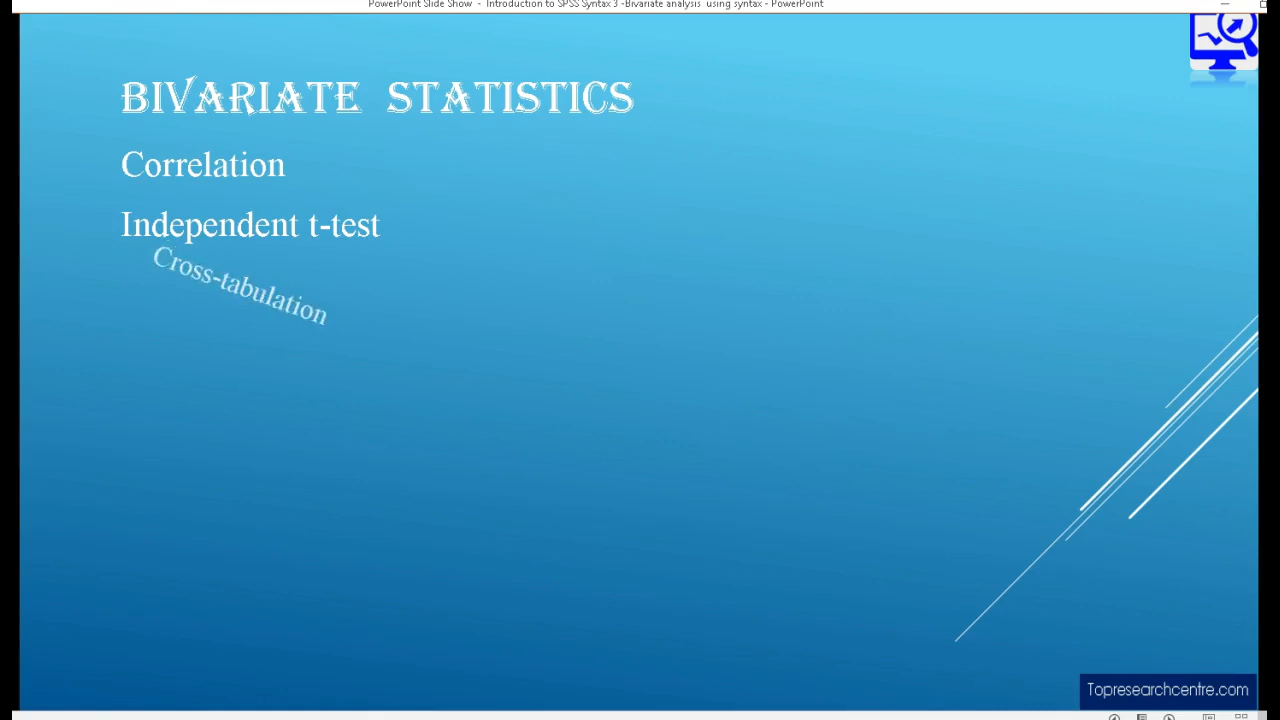 PowerPoint Slide Show - Introduction to SPSS Syntax 3 -Bivariate analysis using syntax - PowerPoint
BIVARIATE STATISTICS
Correlation
Independent t-test
Cross-tabulation
Topresearchcentre.com